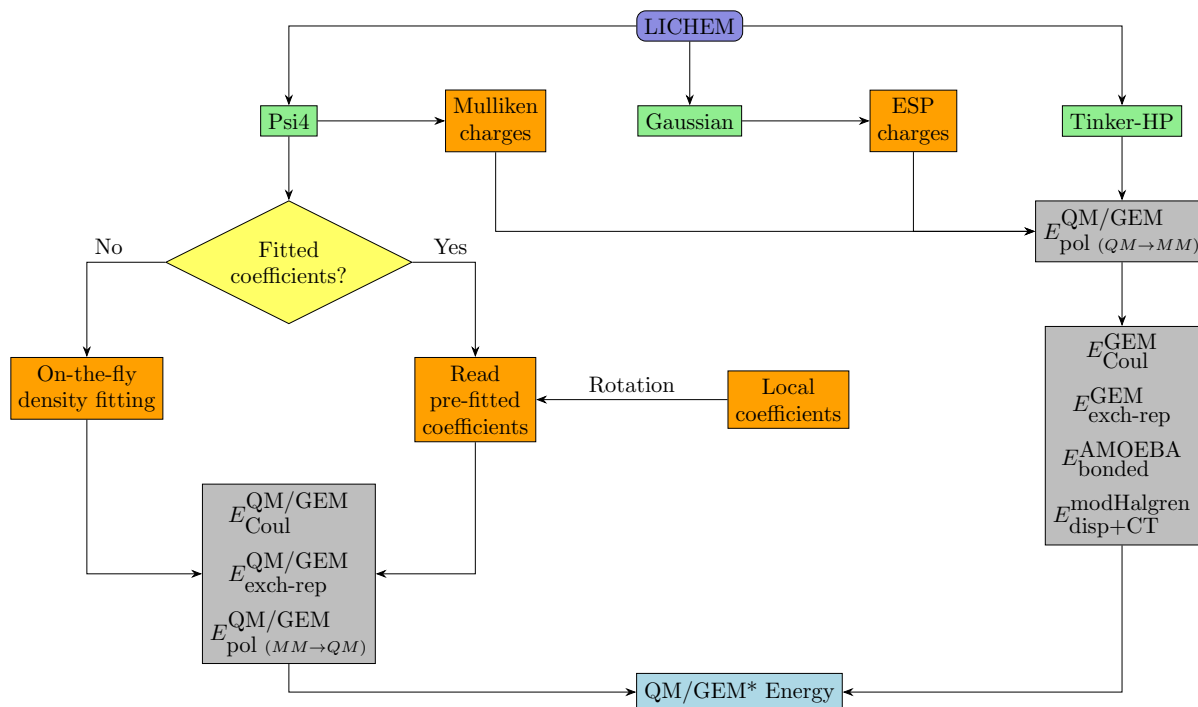 LICHEM
Psi4
Mulliken
charges
Gaussian
ESP
charges
Tinker-HP
No
Fitted
coefficients?
Yes
E^QM/GEM_pol (QM→MM)
On-the-fly
density fitting
Read
pre-fitted
coefficients
Rotation
Local
coefficients
E^GEM_Coul
E^GEM_exch-rep
E^AMOEBA_bonded
E^modHalgren_disp+CT
E^QM/GEM_Coul
E^QM/GEM_exch-rep
E^QM/GEM_pol (MM→QM)
QM/GEM* Energy